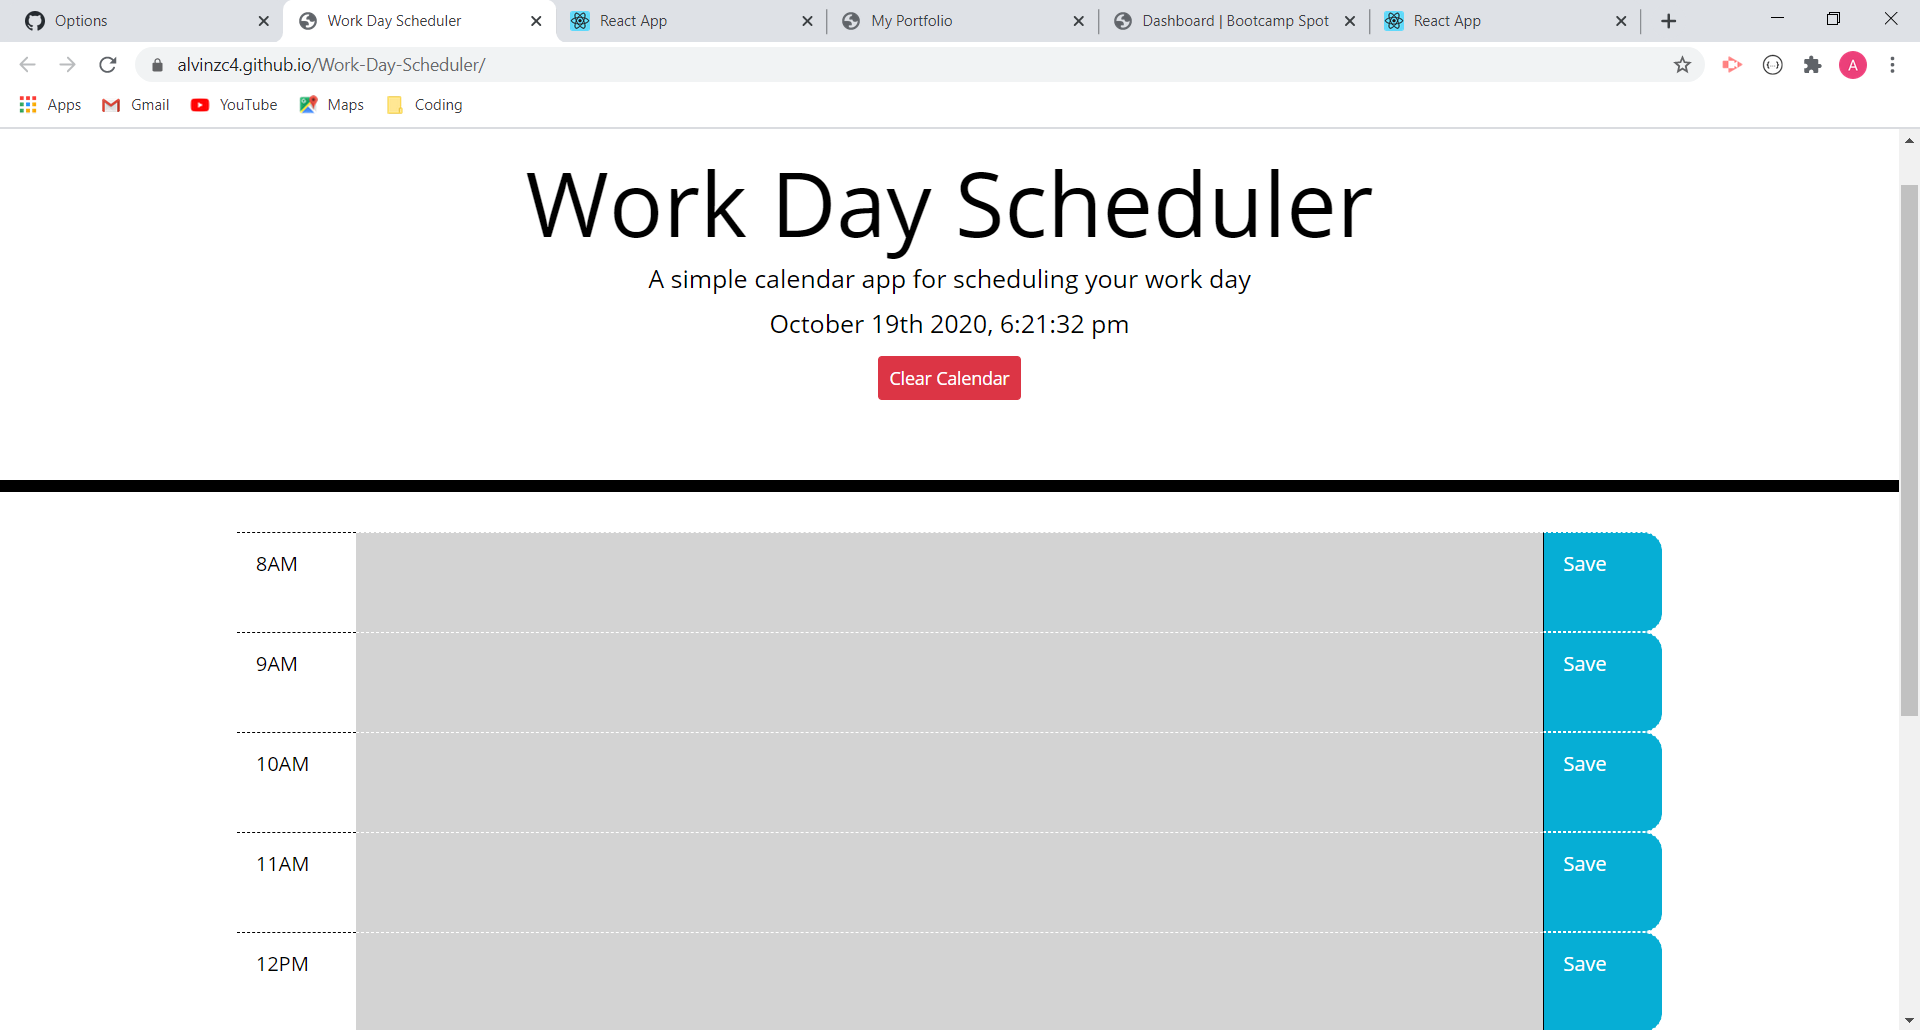 Options
Work Day Scheduler
React App
My Portfolio
Dashboard | Bootcamp Spot
React App
alvinzc4.github.io/Work-Day-Scheduler/
A
Apps
Gmail
YouTube
Maps
Coding
Work Day Scheduler
A simple calendar app for scheduling your work day
October 19th 2020, 6:21:32 pm
Clear Calendar
8AM
Save
9AM
Save
10AM
Save
11AM
Save
12PM
Save